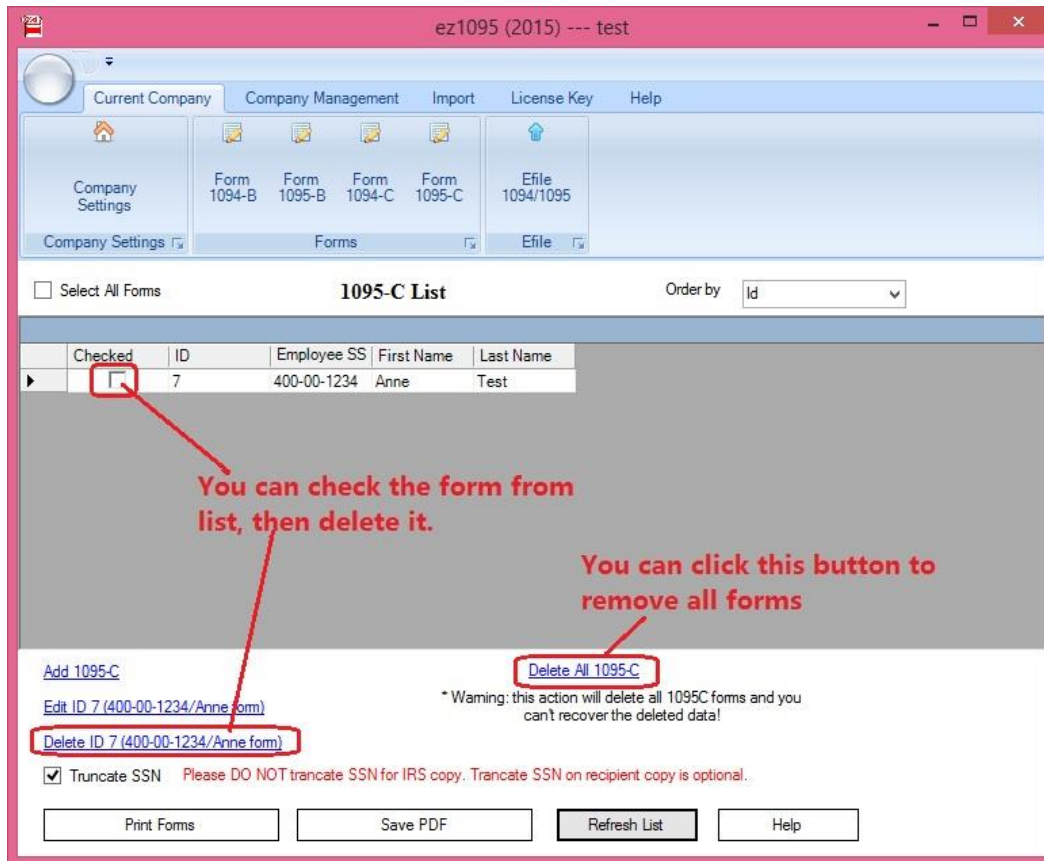 ez1095 (2015) --- test
Current Company Company Management Import License Key Help
Company Settings
Form 1094-B
Form 1095-B
Form 1094-C
Form 1095-C
Efile 1094/1095
Company Settings Forms Efile
Select All Forms 1095-C List Order by Id
Checked ID Employee SS First Name Last Name
7 400-00-1234 Anne Test
You can check the form from
list, then delete it.
You can click this button to
remove all forms
Add 1095-C Delete All 1095-C
Edit ID 7 (400-00-1234/Anne form)
* Warning: this action will delete all 1095C forms and you
can't recover the deleted data!
Delete ID 7 (400-00-1234/Anne form)
Truncate SSN Please DO NOT trancate SSN for IRS copy. Trancate SSN on recipient copy is optional.
Print Forms Save PDF Refresh List Help